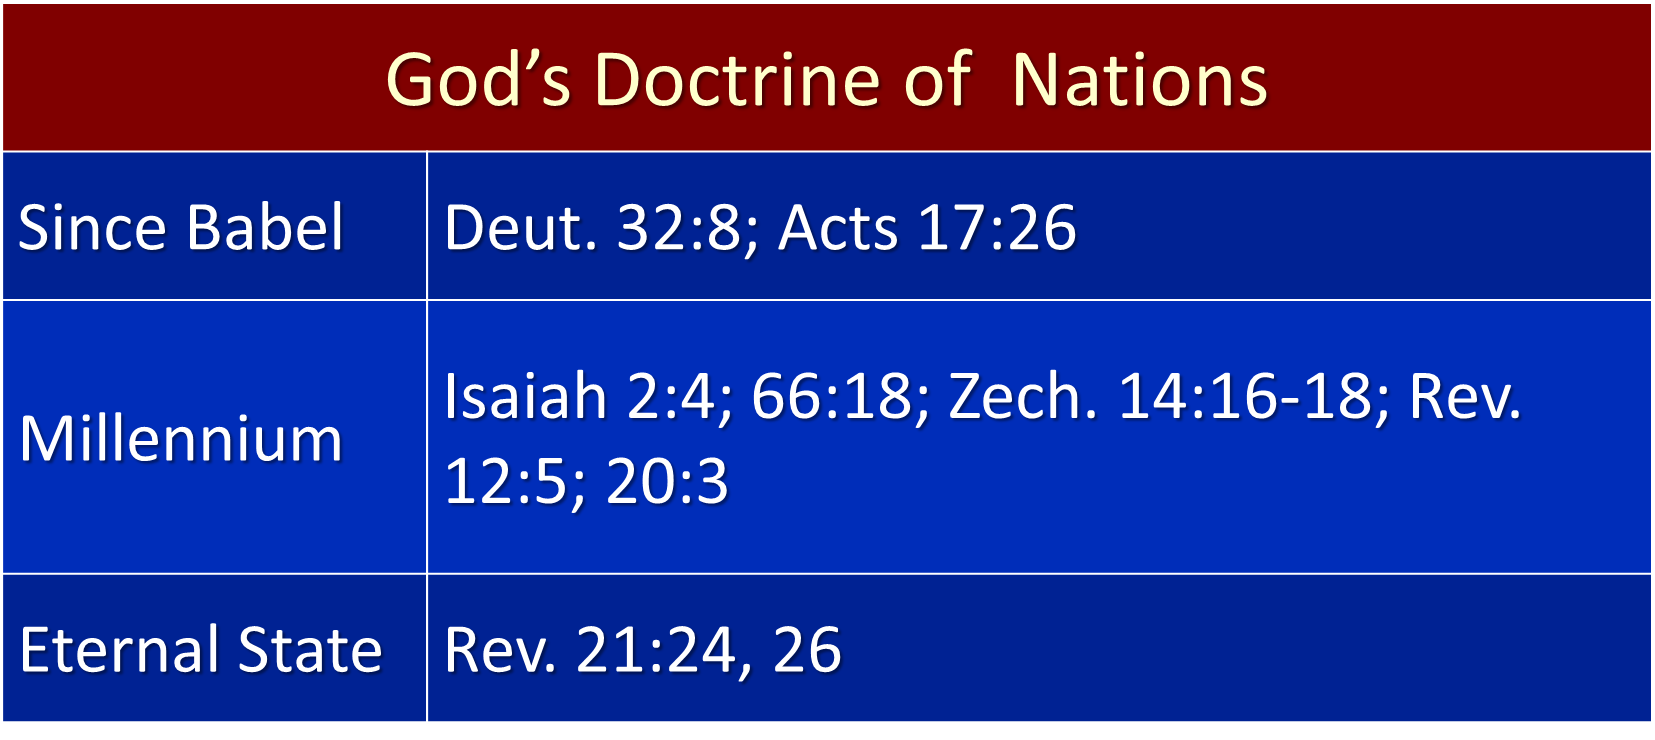 God’s Doctrine of  Nations
Since Babel
Deut. 32:8; Acts 17:26
Millennium
Isaiah 2:4; 66:18; Zech. 14:16-18; Rev.
12:5; 20:3
Eternal State
Rev. 21:24, 26